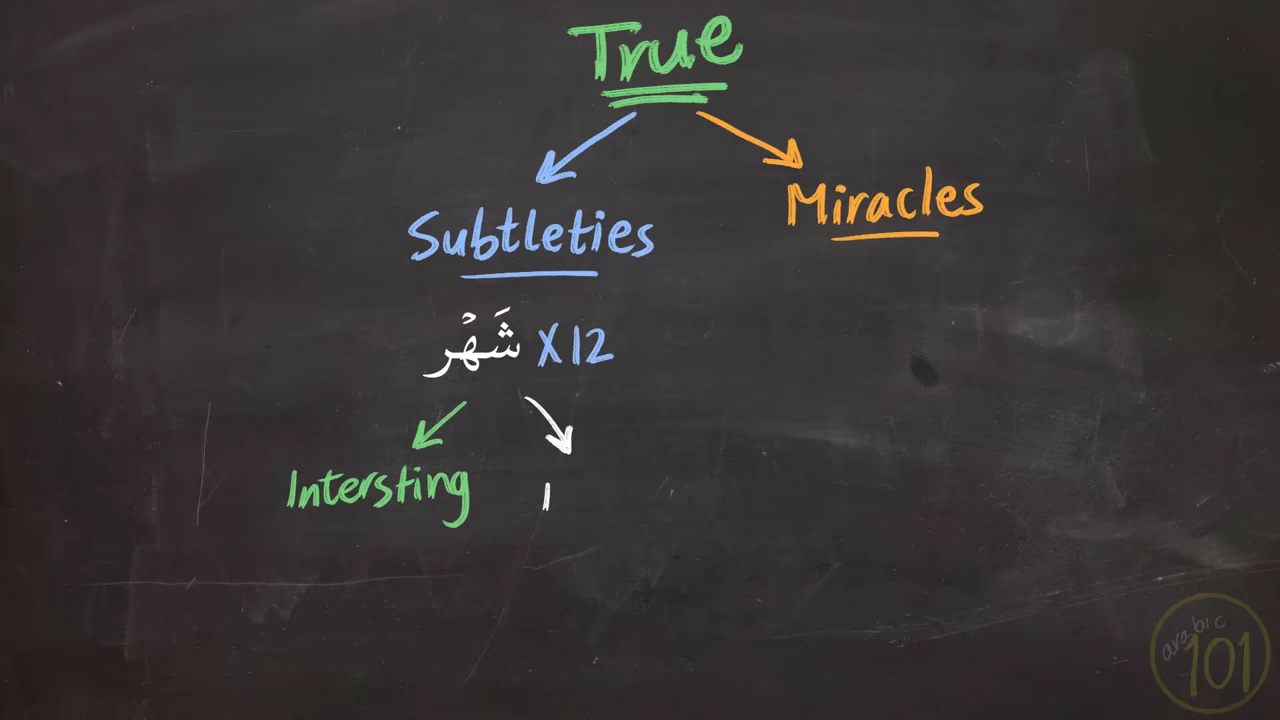 True
Subtleties
Miracles
شَهْر X12
Intersting
arabic
101